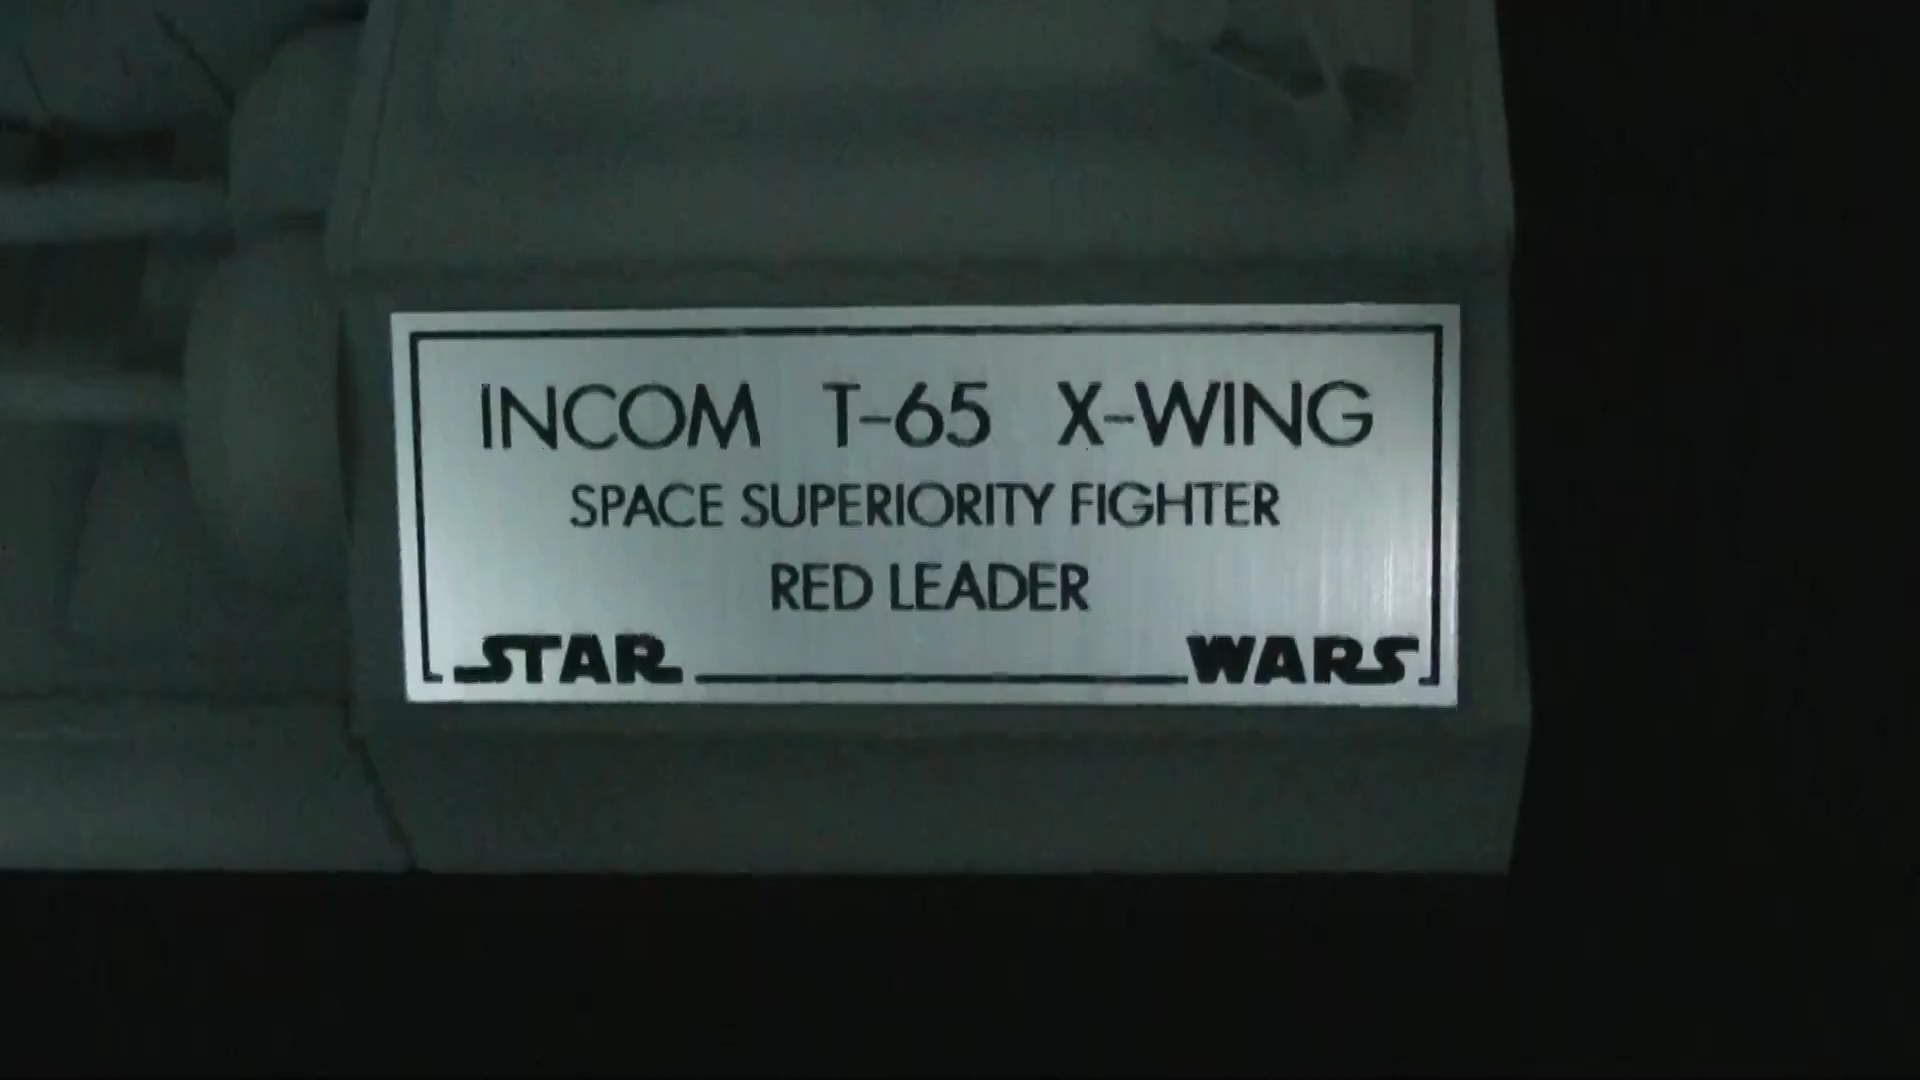 INCOM T-65 X-WING
SPACE SUPERIORITY FIGHTER
RED LEADER
STAR WARS